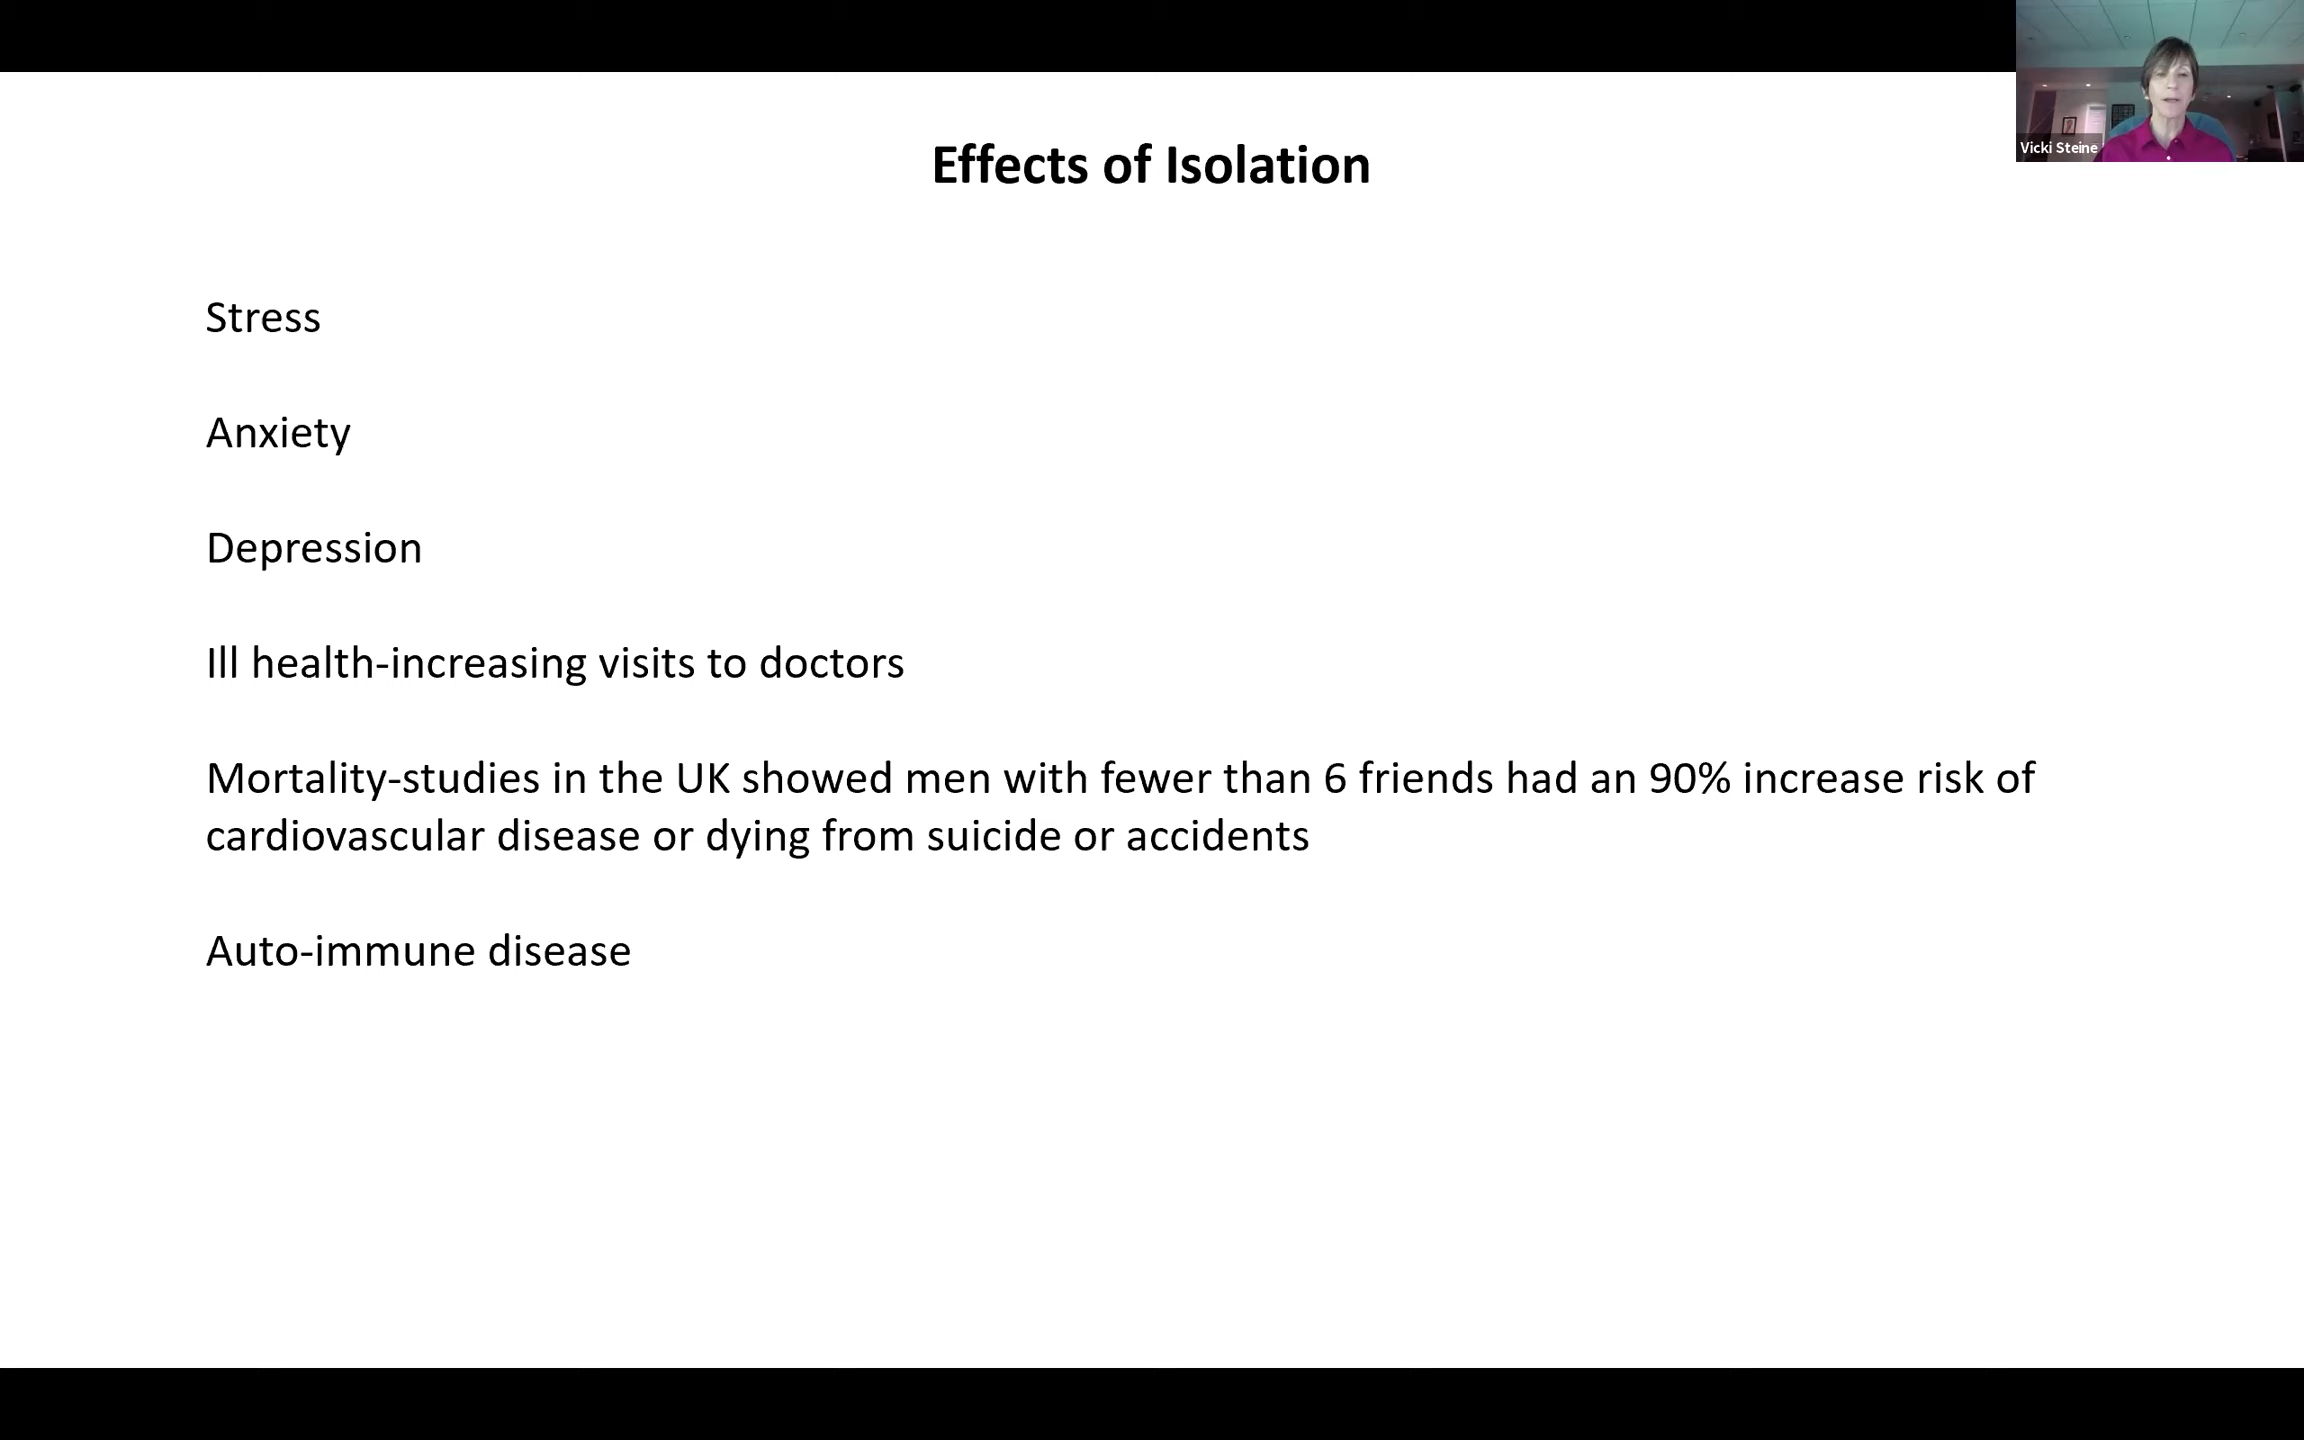 Vicki Steine
Effects of Isolation
Stress
Anxiety
Depression
Ill health-increasing visits to doctors
Mortality-studies in the UK showed men with fewer than 6 friends had an 90% increase risk of
cardiovascular disease or dying from suicide or accidents
Auto-immune disease